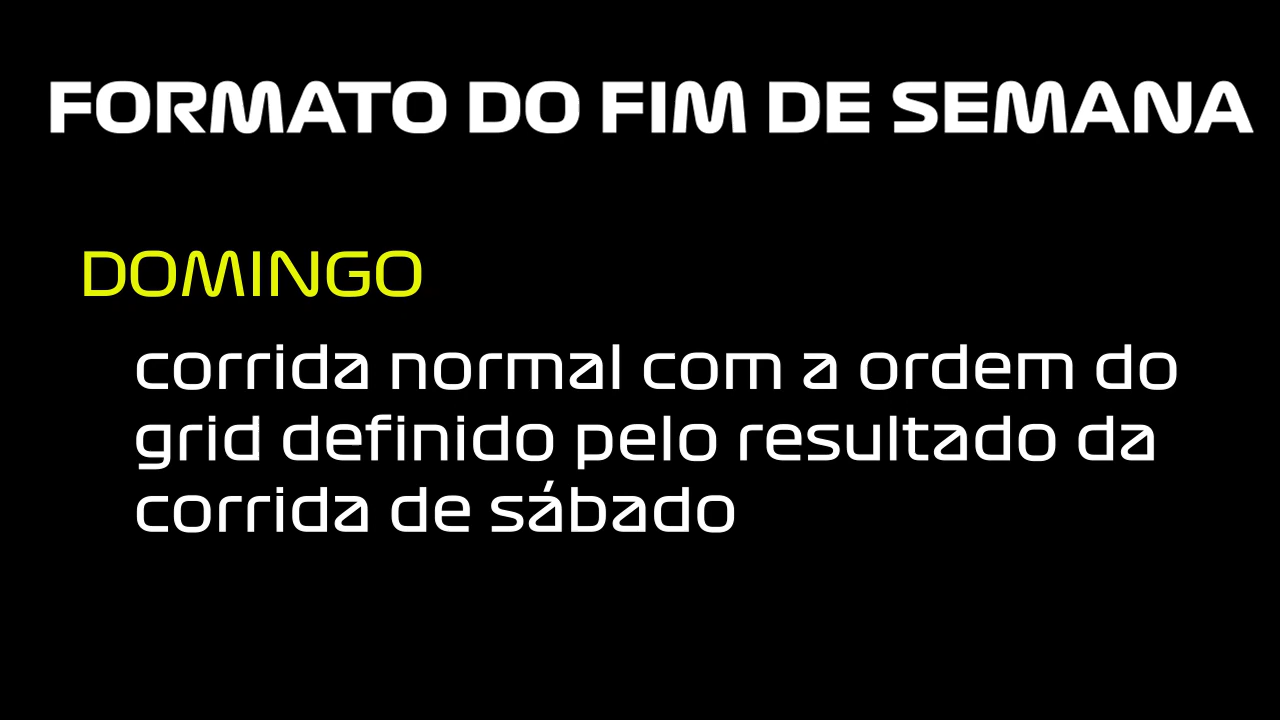 FORMATO DO FIM DE SEMANA
DOMINGO
corrida normal com a ordem do
grid definido pelo resultado da
corrida de sábado